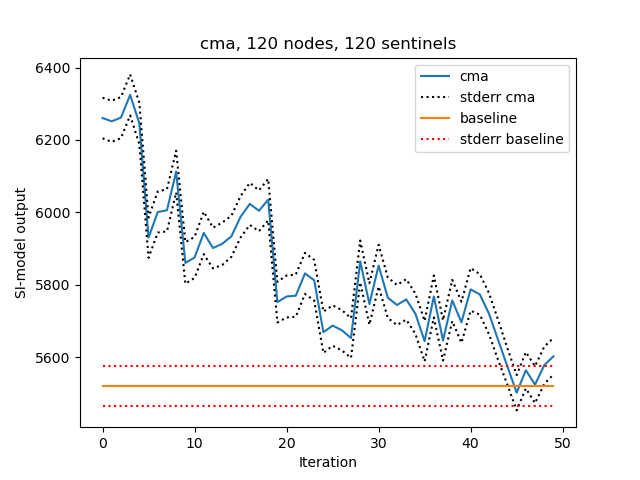 cma, 120 nodes, 120 sentinels
6400
6200
6000
5800
5600
SI-model output
cma
stderr cma
baseline
stderr baseline
0
10
20
30
40
50
Iteration